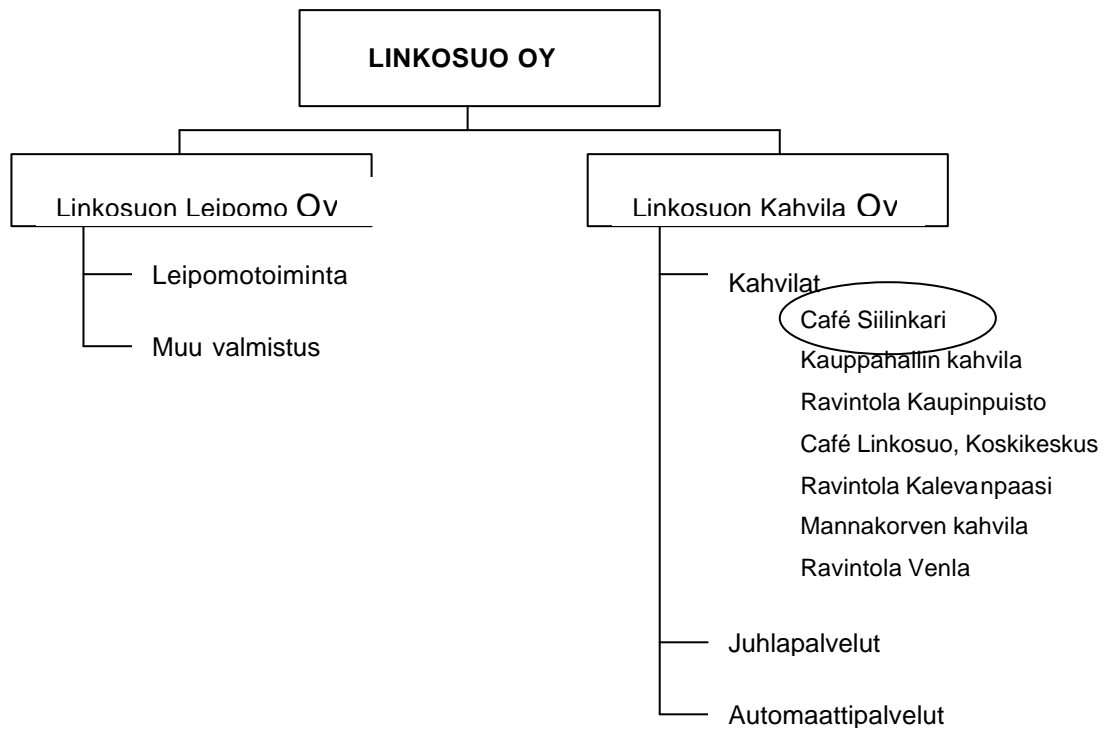 LINKOSUO OY
Linkosuon Leipomo Oy
Linkosuon Kahvila Oy
Leipomotoiminta
Muu valmistus
Kahvilat
Café Siilinkari
Kauppahallin kahvila
Ravintola Kaupinpuisto
Café Linkosuo, Koskikeskus
Ravintola Kalevanpaasi
Mannakorven kahvila
Ravintola Venla
Juhlapalvelut
Automaattipalvelut